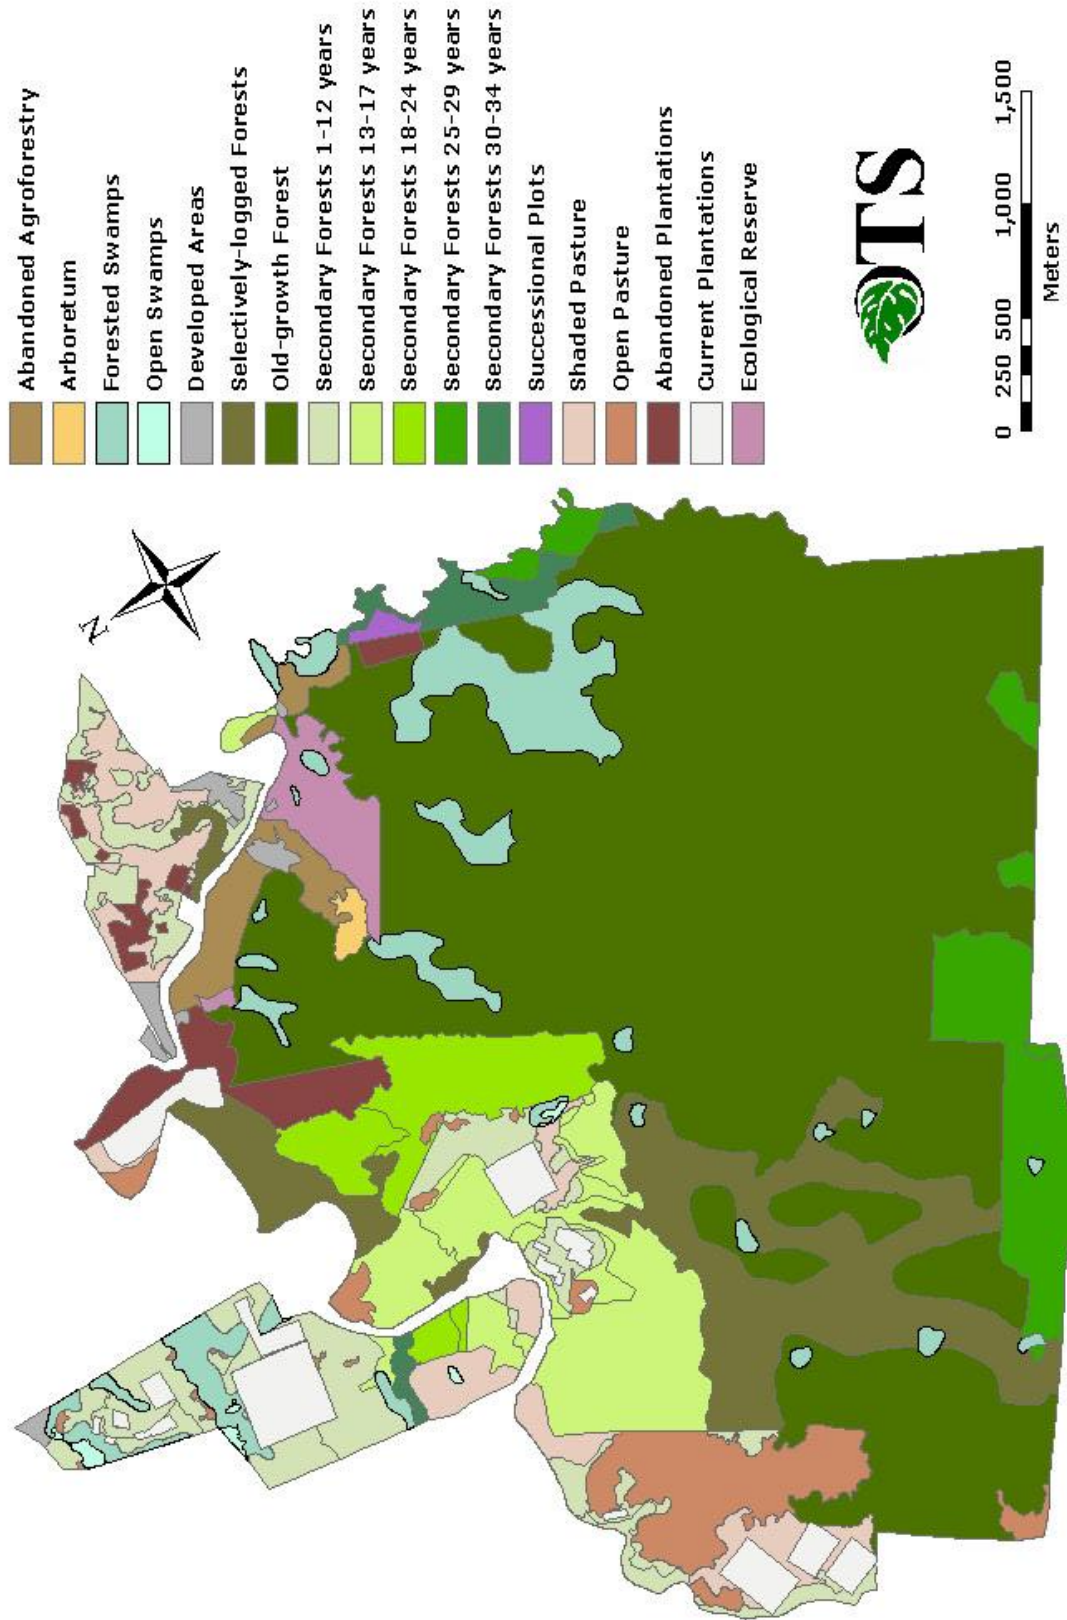 Abandoned Agroforestry
Arboretum
Forested Swamps
Open Swamps
Developed Areas
Selectively-logged Forests
Old-growth Forest
Secondary Forests 1-12 years
Secondary Forests 13-17 years
Secondary Forests 18-24 years
Secondary Forests 25-29 years
Secondary Forests 30-34 years
Successional Plots
Shaded Pasture
Open Pasture
Abandoned Plantations
Current Plantations
Ecological Reserve
N
OTS
0 250 500 1,000 1,500
Meters